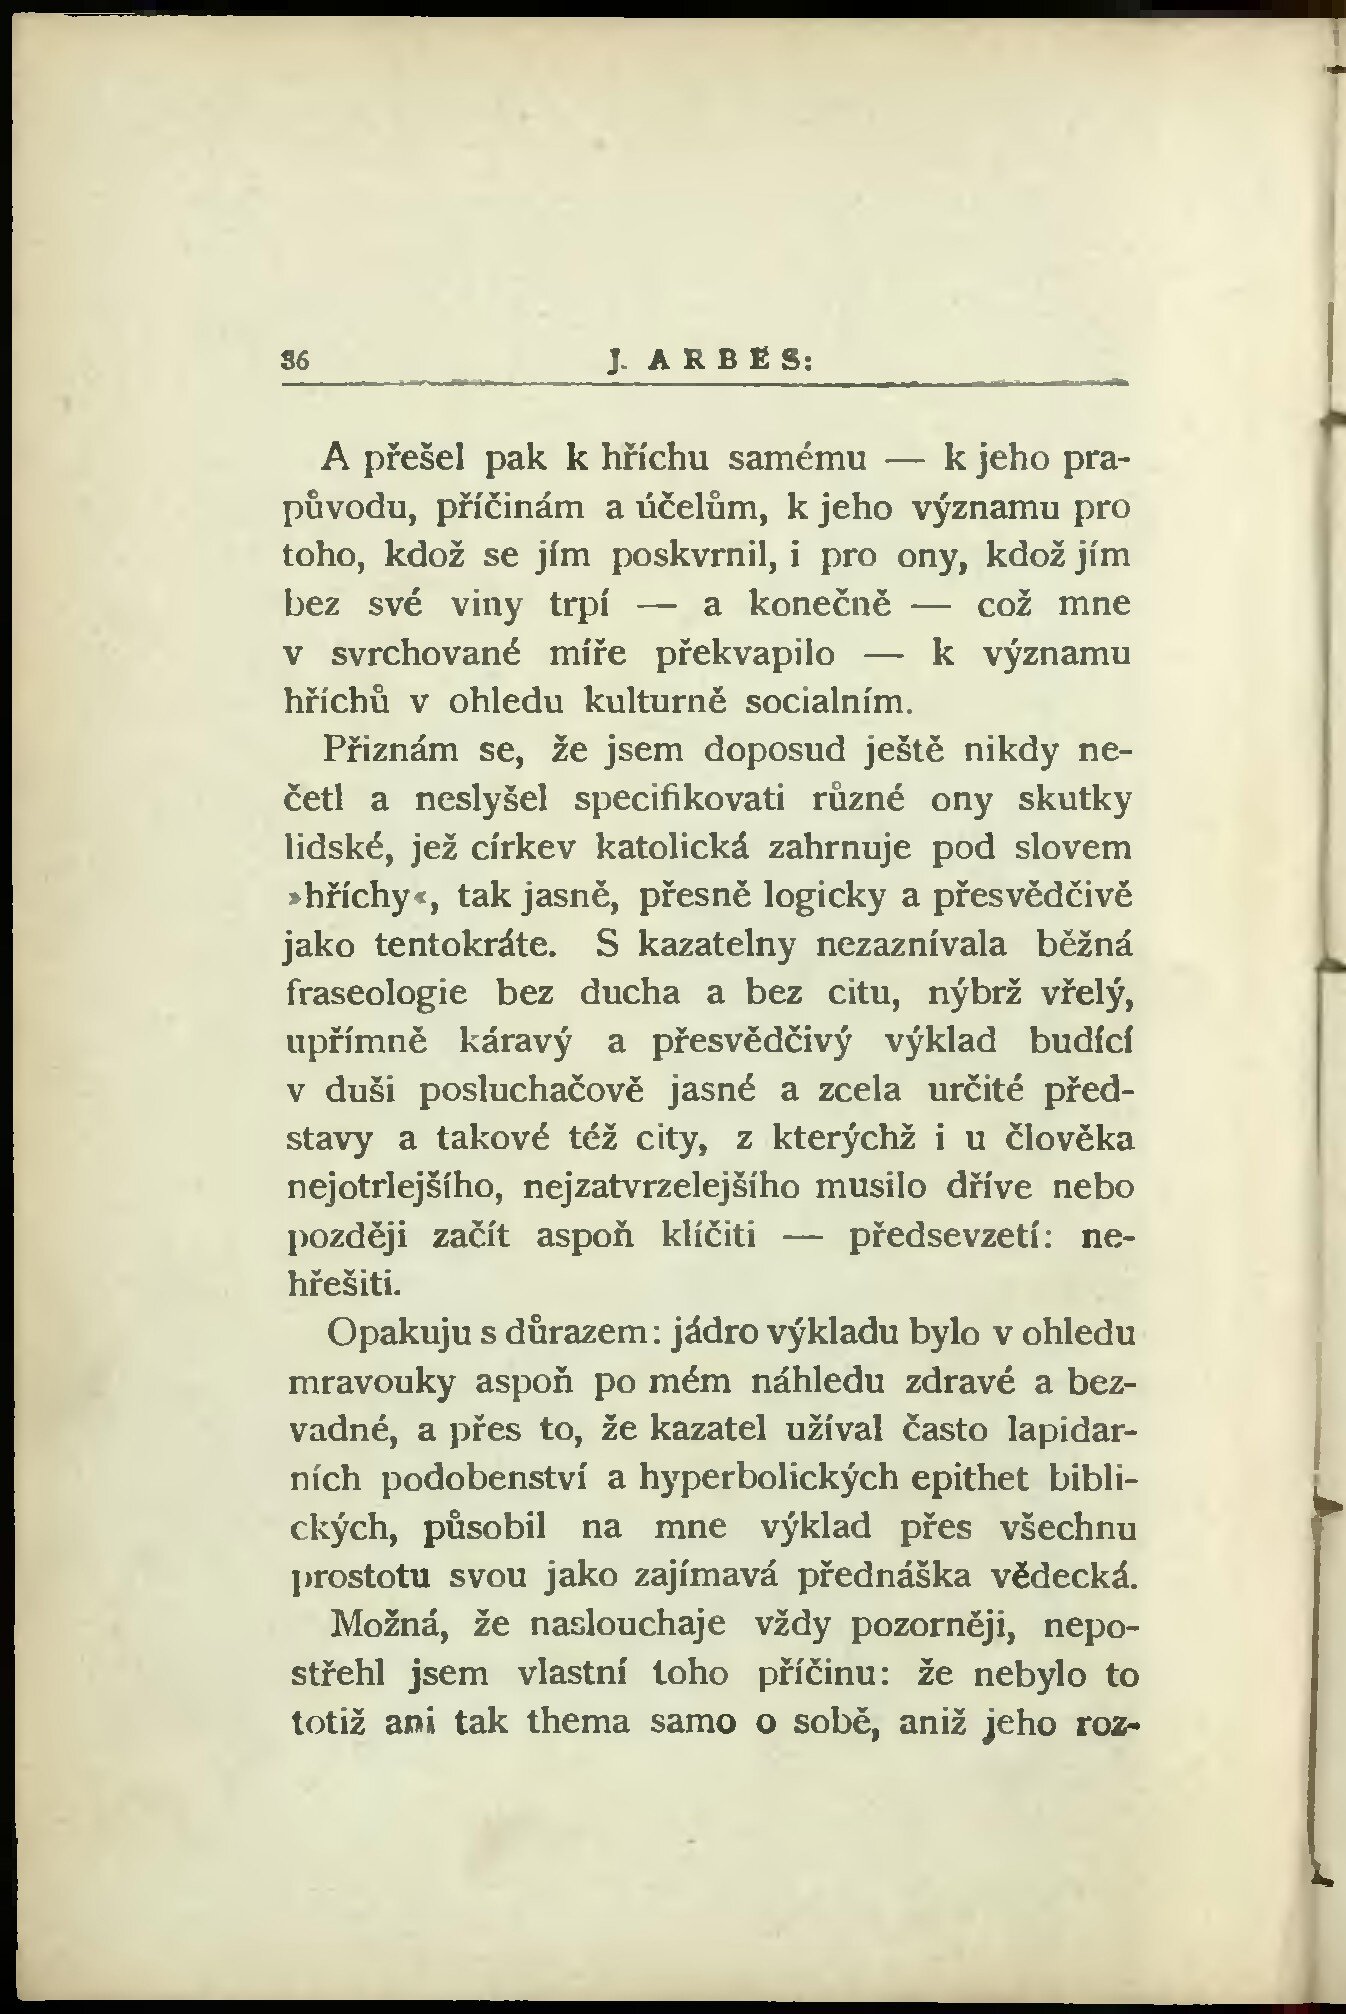 36 J. ARBES:
A přešel pak k hříchu samému — k jeho pra-
původu, příčinám a účelům, k jeho významu pro
toho, kdož se jím poskvrnil, i pro ony, kdož jím
bez své viny trpí — a konečně — což mne
v svrchované míře překvapilo — k významu
hříchů v ohledu kulturně socialním.
Přiznám se, že jsem doposud ještě nikdy ne-
četl a neslyšel specifikovati různé ony skutky
lidské, jež církev katolická zahrnuje pod slovem
»hříchy«, tak jasně, přesně logicky a přesvědčivě
jako tentokráte. S kazatelny nezaznívala běžná
fraseologie bez ducha a bez citu, nýbrž vřelý,
upřímně káravý a přesvědčivý výklad budící
v duši posluchačově jasné a zcela určité před-
stavy a takové též city, z kterýchž i u člověka
nejotrlejšího, nejzatvrzelejšího musilo dříve nebo
později začít aspoň klíčiti — předsevzetí: ne-
hřešiti.
Opakuju s důrazem: jádro výkladu bylo v ohledu
mravouky aspoň po mém náhledu zdravé a bez-
vadné, a přes to, že kazatel užíval často lapidar-
ních podobenství a hyperbolických epithet bibli-
ckých, působil na mne výklad přes všechnu
prostotu svou jako zajímavá přednáška vědecká.
Možná, že naslouchaje vždy pozorněji, nepo-
střehl jsem vlastní toho příčinu: že nebylo to
totiž ani tak thema samo o sobě, aniž jeho roz-